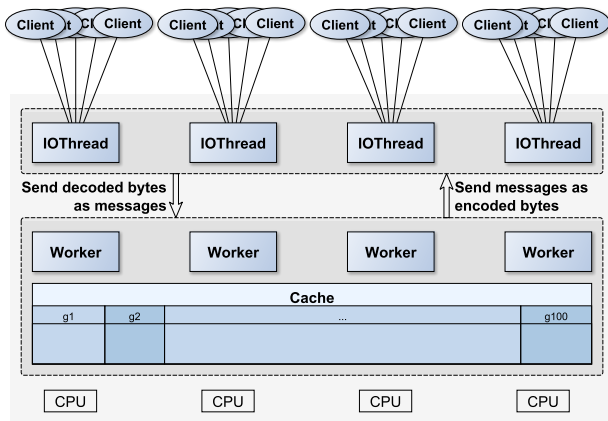 Client Client Client Client Client Client Client Client
IOThread IOThread IOThread IOThread
Send decoded bytes
as messages
Send messages as
encoded bytes
Worker Worker Worker Worker
Cache
g1 g2 ... g100
CPU CPU CPU CPU